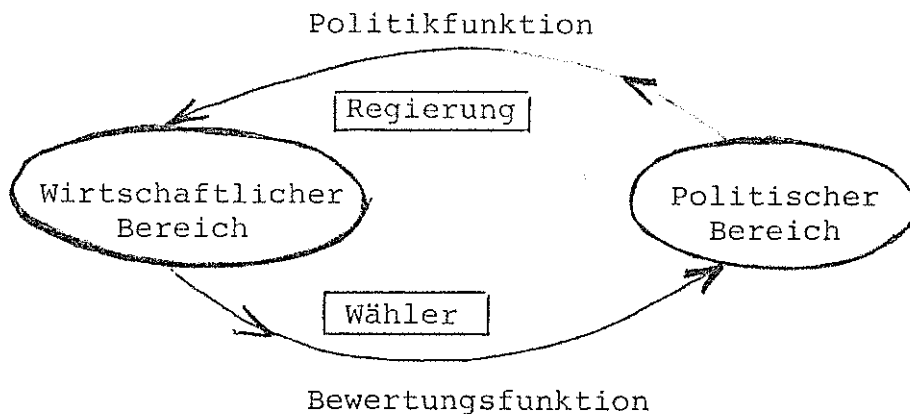 Politikfunktion
Regierung
Wirtschaftlicher
Bereich
Politischer
Bereich
Wähler
Bewertungsfunktion